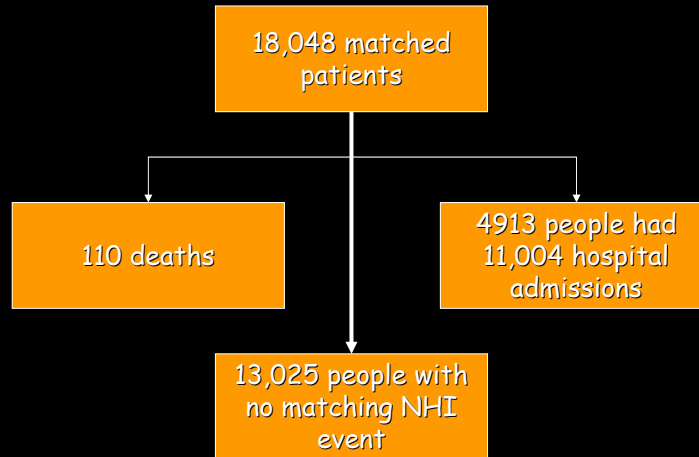 18,048 matched
patients
110 deaths
4913 people had
11,004 hospital
admissions
13,025 people with
no matching NHI
event